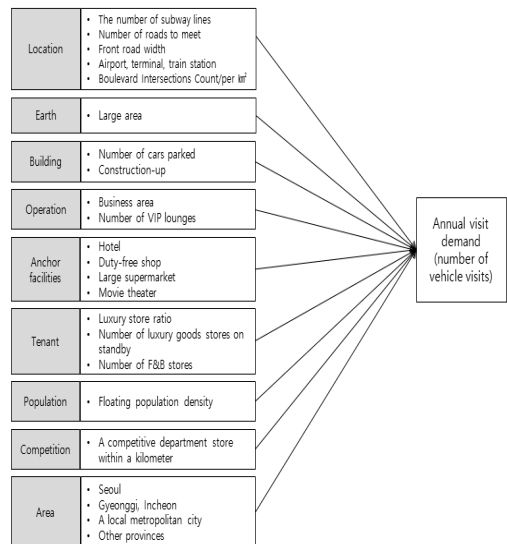 Location
• The number of subway lines
• Number of roads to meet
• Front road width
• Airport, terminal, train station
• Boulevard Intersections Count/per ㎢
Earth
• Large area
Building
• Number of cars parked
• Construction-up
Operation
• Business area
• Number of VIP lounges
Anchor
facilities
• Hotel
• Duty-free shop
• Large supermarket
• Movie theater
Tenant
• Luxury store ratio
• Number of luxury goods stores on
standby
• Number of F&B stores
Population
• Floating population density
Competition
• A competitive department store
within a kilometer
Area
• Seoul
• Gyeonggi, Incheon
• A local metropolitan city
• Other provinces
Annual visit
demand
(number of
vehicle visits)